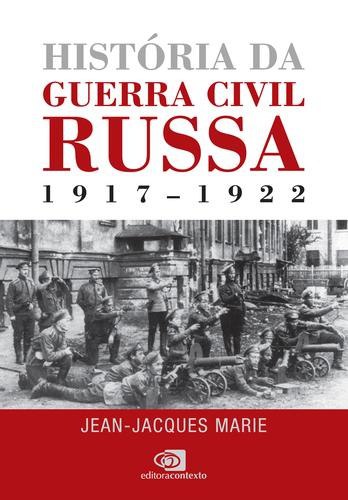 HISTÓRIA DA
GUERRA CIVIL
RUSSA
1917–1922
JEAN-JACQUES MARIE
editoracontexto